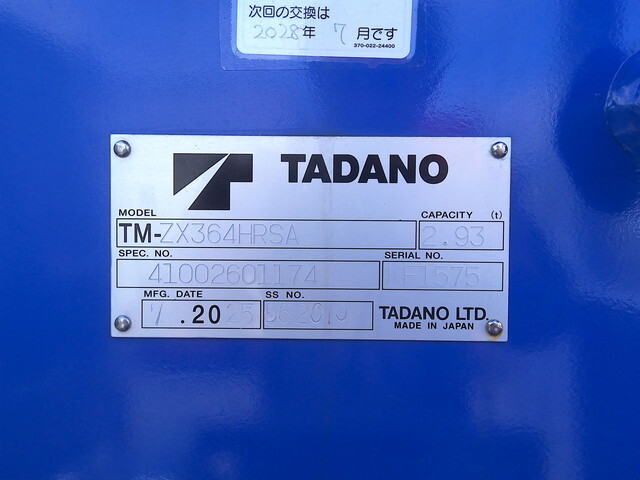 次回の交換は
2028年 7月です
370-022-24400
TADANO
MODEL CAPACITY (t)
TM-ZX364HRSA 2.93
SPEC. NO. SERIAL NO.
41002601174
MFG. DATE SS NO.
7 .2025
TADANO LTD.
MADE IN JAPAN